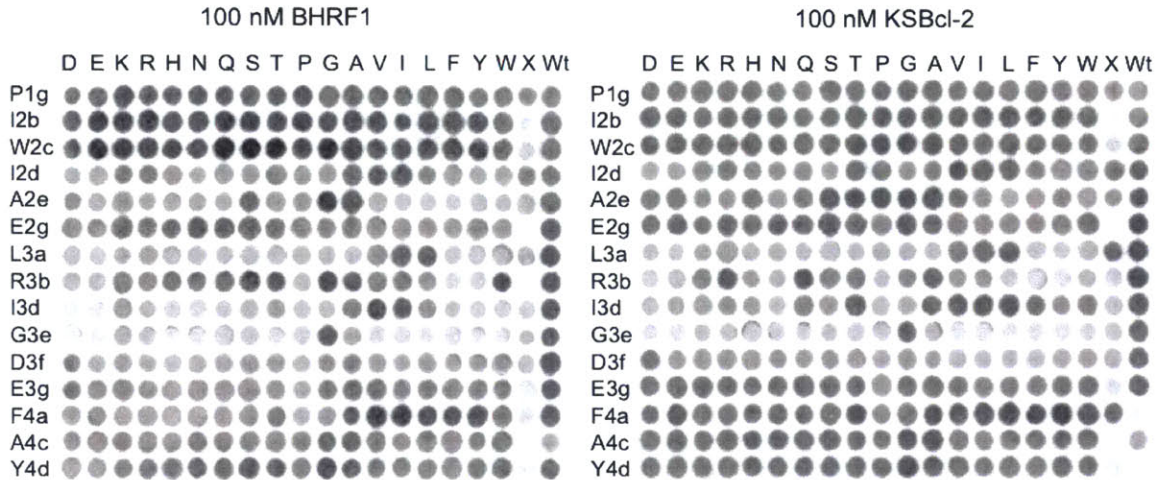 100 nM BHRF1
D E K R H N Q S T P G A V I L F Y W X Wt
P1g
I2b
W2c
I2d
A2e
E2g
L3a
R3b
I3d
G3e
D3f
E3g
F4a
A4c
Y4d
100 nM KSBcl-2
D E K R H N Q S T P G A V I L F Y W X Wt
P1g
I2b
W2c
I2d
A2e
E2g
L3a
R3b
I3d
G3e
D3f
E3g
F4a
A4c
Y4d